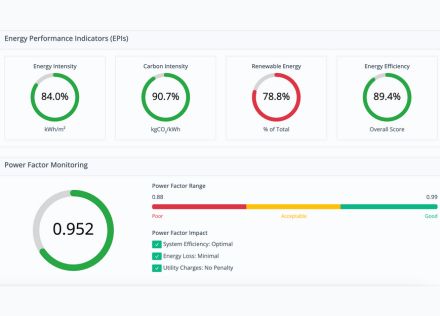 Energy Performance Indicators (EPIs)
Energy Intensity
84.0%
kWh/m²
Carbon Intensity
90.7%
kgCO₂/kWh
Renewable Energy
78.8%
% of Total
Energy Efficiency
89.4%
Overall Score
Power Factor Monitoring
0.952
Power Factor Range
0.88 0.99
Poor Acceptable Good
Power Factor Impact
System Efficiency: Optimal
Energy Loss: Minimal
Utility Charges: No Penalty